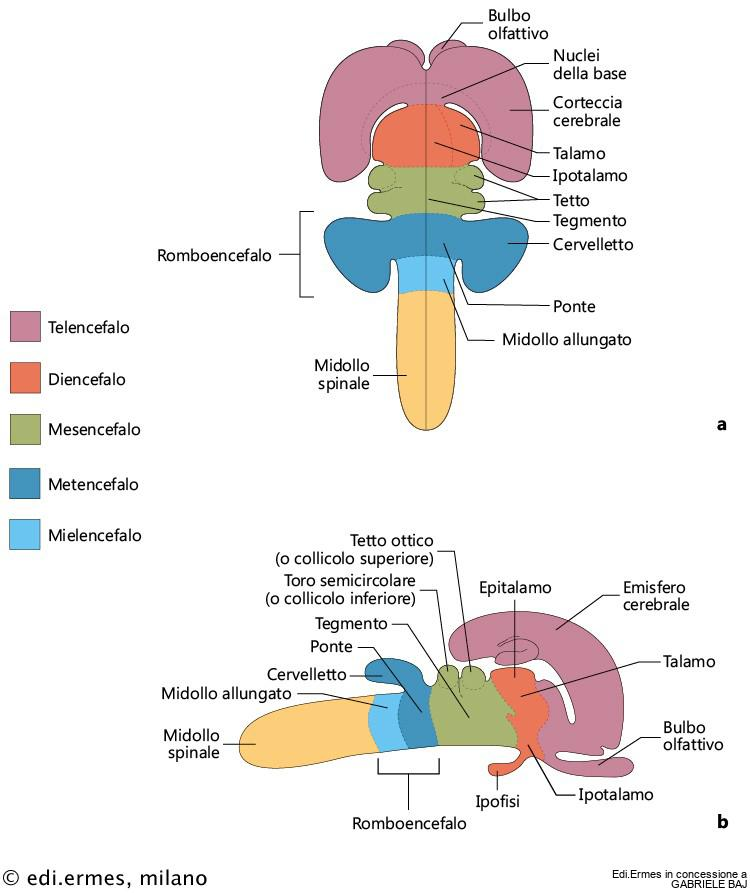 Bulbo
olfattivo
Nuclei
della base
Corteccia
cerebrale
Talamo
Ipotalamo
Tetto
Tegmento
Cervelletto
Romboencefalo
Ponte
Midollo allungato
Midollo
spinale
a
Telencefalo
Diencefalo
Mesencefalo
Metencefalo
Mielencefalo
Tetto ottico
(o collicolo superiore)
Toro semicircolare
(o collicolo inferiore)
Tegmento
Ponte
Cervelletto
Midollo allungato
Midollo
spinale
Epitalamo
Emisfero
cerebrale
Talamo
Bulbo
olfattivo
Ipotalamo
Ipofisi
Romboencefalo
b
© edi.ermes, milano
Edi.Ermes in concessione a
GABRIELE BAJ